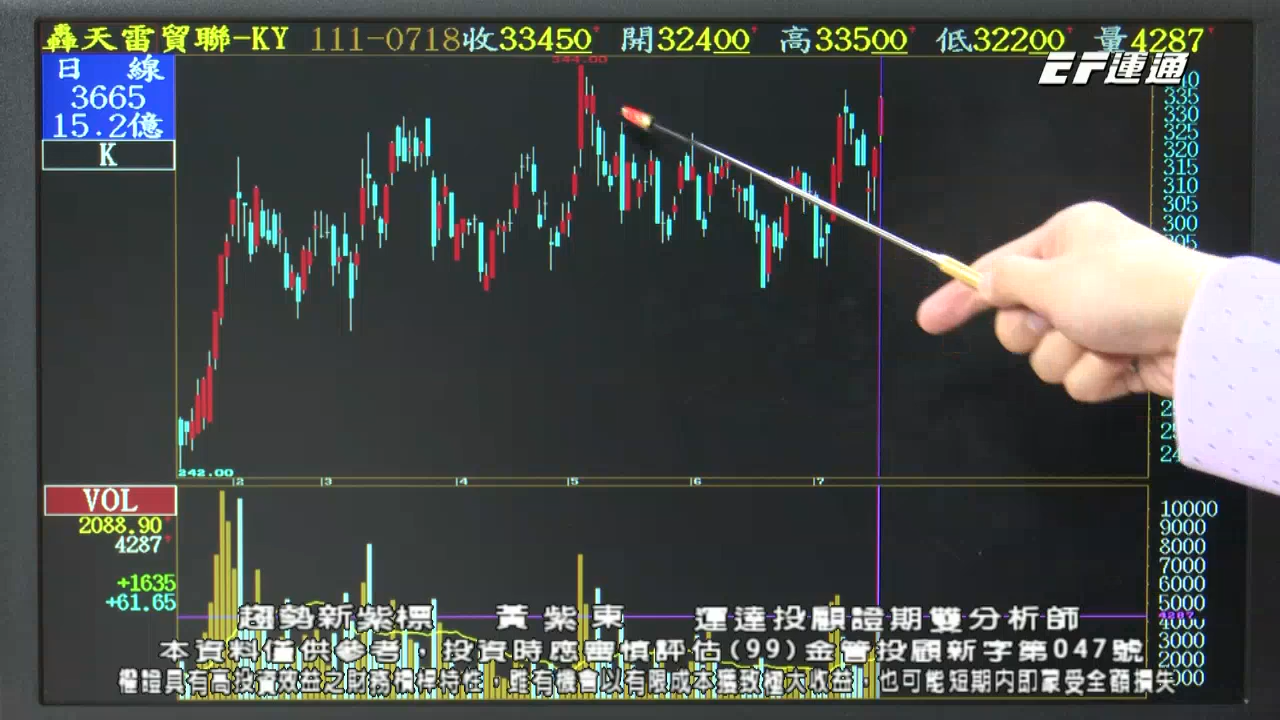 轟天雷貿聯-KY 111-0718收33450 開32400 高33500 低32200 量4287
EF運通
日 線
3665
15.2億
K
344.00
340
335
330
325
320
315
310
305
300
242.00
2 3 4 5 6 7
VOL
2088.90
4287
+1635
+61.65
10000
9000
8000
7000
6000
5000
4287
4000
3000
2000
趨勢新紫標 黃紫東 運達投顧證期雙分析師
本資料僅供參考，投資時應審慎評估(99)金管投顧新字第047號
權證具有高投資效益之財務槓桿特性，雖有機會以有限成本獲致極大收益，也可能短期內即蒙受全額損失